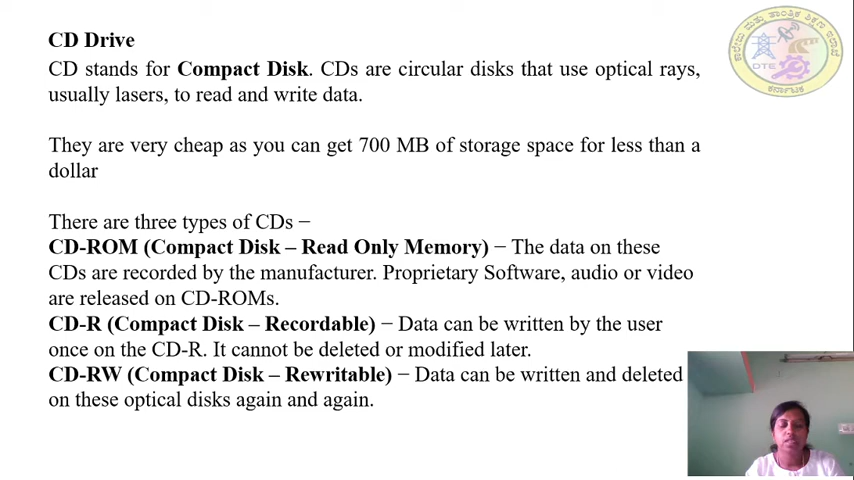 CD Drive
CD stands for Compact Disk. CDs are circular disks that use optical rays,
usually lasers, to read and write data.
They are very cheap as you can get 700 MB of storage space for less than a
dollar
There are three types of CDs −
CD-ROM (Compact Disk – Read Only Memory) − The data on these
CDs are recorded by the manufacturer. Proprietary Software, audio or video
are released on CD-ROMs.
CD-R (Compact Disk – Recordable) − Data can be written by the user
once on the CD-R. It cannot be deleted or modified later.
CD-RW (Compact Disk – Rewritable) − Data can be written and deleted
on these optical disks again and again.
ಕಾಲೇಜು ಮತ್ತು ತಾಂತ್ರಿಕ ಶಿಕ್ಷಣ ಇಲಾಖೆ
DTE
ಕರ್ನಾಟಕ